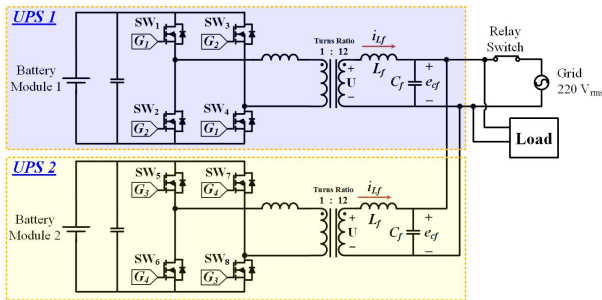 UPS 1
Battery
Module 1
SW1
SW3
G1
G2
SW2
SW4
G2
G1
Turns Ratio
1 : 12
+
U
−
iLf
Lf
Cf
+
ecf
−
Relay
Switch
Grid
220 Vrms
Load
UPS 2
Battery
Module 2
SW5
SW7
G3
G4
SW6
SW8
G4
G3
Turns Ratio
1 : 12
+
U
−
iLf
Lf
Cf
+
ecf
−